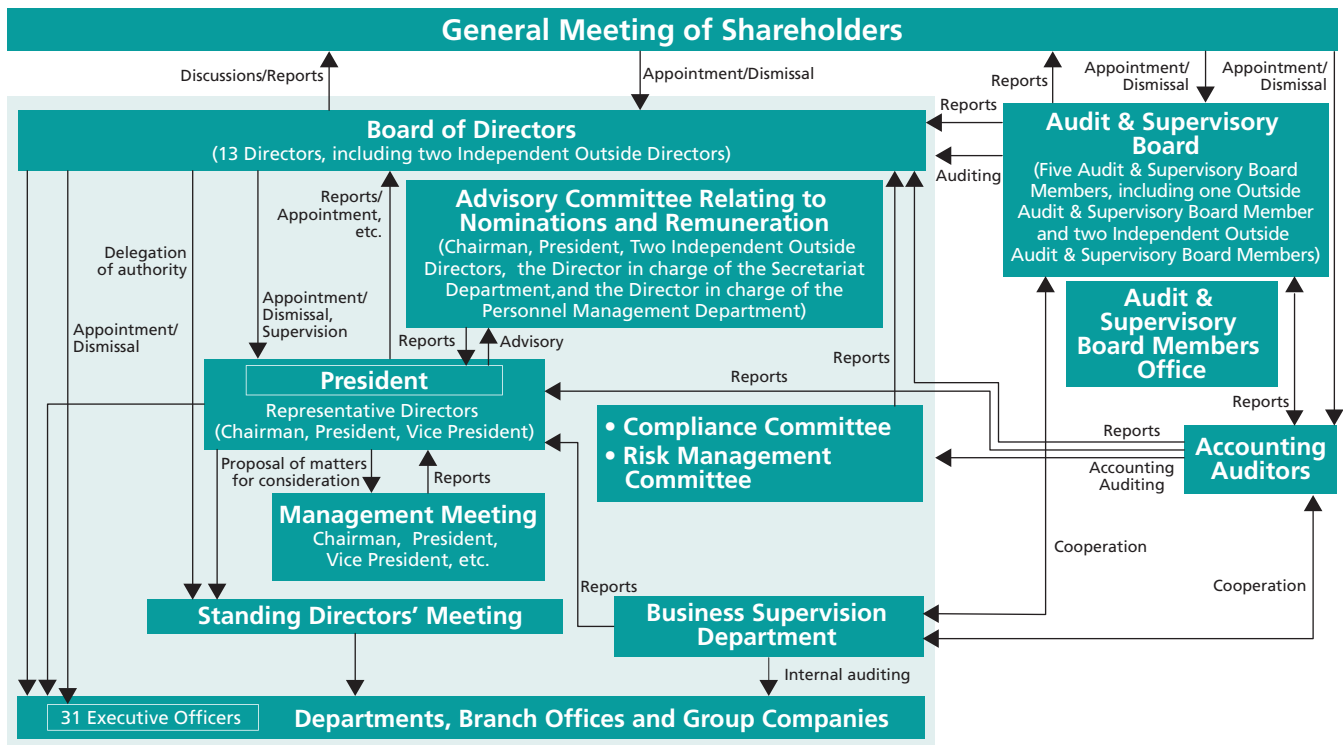 General Meeting of Shareholders
Discussions/Reports
Appointment/Dismissal
Reports
Appointment/
Dismissal
Appointment/
Dismissal
Reports
Board of Directors
(13 Directors, including two Independent Outside Directors)
Auditing
Audit & Supervisory
Board
(Five Audit & Supervisory Board
Members, including one Outside
Audit & Supervisory Board Member
and two Independent Outside
Audit & Supervisory Board Members)
Reports/
Appointment,
etc.
Advisory Committee Relating to
Nominations and Remuneration
(Chairman, President, Two Independent Outside
Directors, the Director in charge of the Secretariat
Department,and the Director in charge of the
Personnel Management Department)
Delegation
of authority
Appointment/
Dismissal,
Supervision
Appointment/
Dismissal
Reports
Advisory
Reports
Audit &
Supervisory
Board Members
Office
President
Representative Directors
(Chairman, President, Vice President)
Reports
Reports
• Compliance Committee
• Risk Management
Committee
Reports
Accounting
Auditing
Accounting
Auditors
Proposal of matters
for consideration
Reports
Management Meeting
Chairman, President,
Vice President, etc.
Cooperation
Cooperation
Reports
Standing Directors’ Meeting
Business Supervision
Department
Internal auditing
31 Executive Officers
Departments, Branch Offices and Group Companies